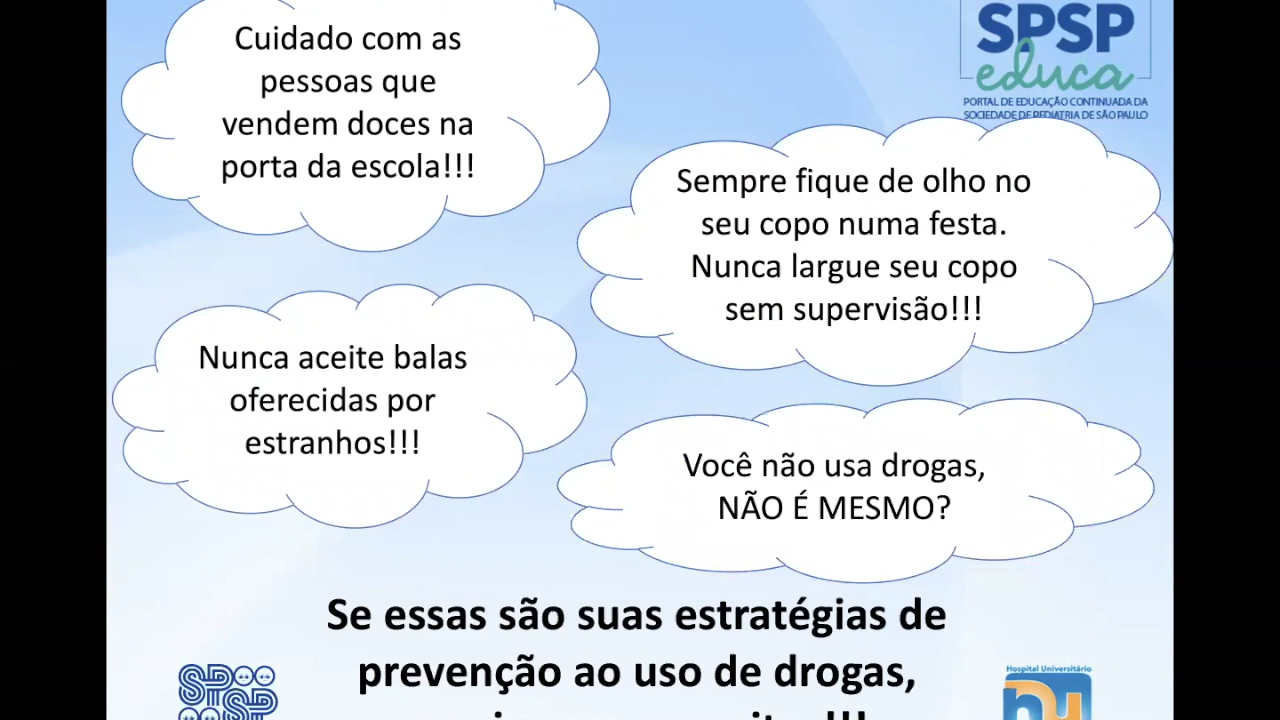 Cuidado com as
pessoas que
vendem doces na
porta da escola!!!
SPSP
educa
PORTAL DE EDUCAÇÃO CONTINUADA DA
SOCIEDADE DE PEDIATRIA DE SÃO PAULO
Sempre fique de olho no
seu copo numa festa.
Nunca largue seu copo
sem supervisão!!!
Nunca aceite balas
oferecidas por
estranhos!!!
Você não usa drogas,
NÃO É MESMO?
Se essas são suas estratégias de
prevenção ao uso de drogas,
SPSP
Hospital Universitário
hu